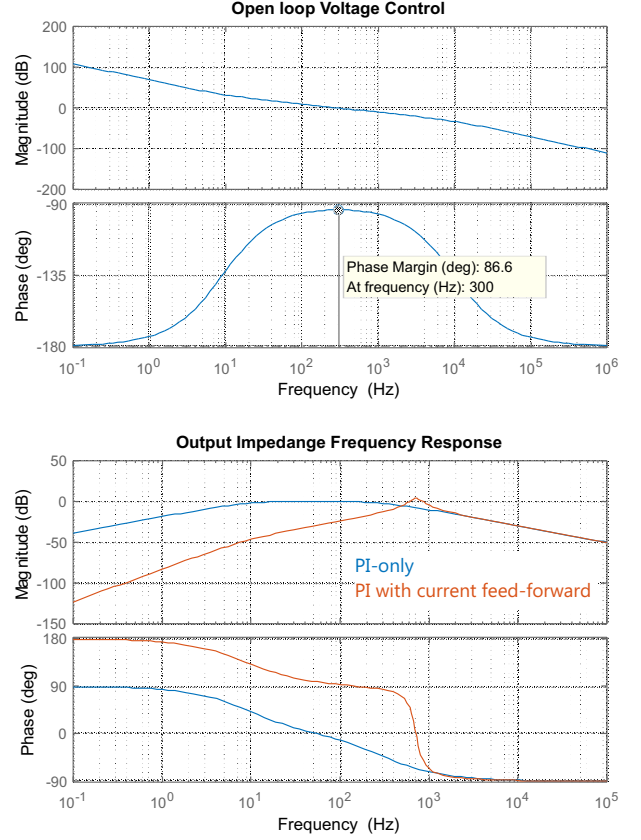 Open loop Voltage Control
200
100
0
-100
-200
Magnitude (dB)
-90
-135
-180
Phase (deg)
Phase Margin (deg): 86.6
At frequency (Hz): 300
10^-1 10^0 10^1 10^2 10^3 10^4 10^5 10^6
Frequency (Hz)
Output Impedange Frequency Response
50
0
-50
-100
-150
Magnitude (dB)
PI-only
PI with current feed-forward
180
90
0
-90
Phase (deg)
10^-1 10^0 10^1 10^2 10^3 10^4 10^5
Frequency (Hz)